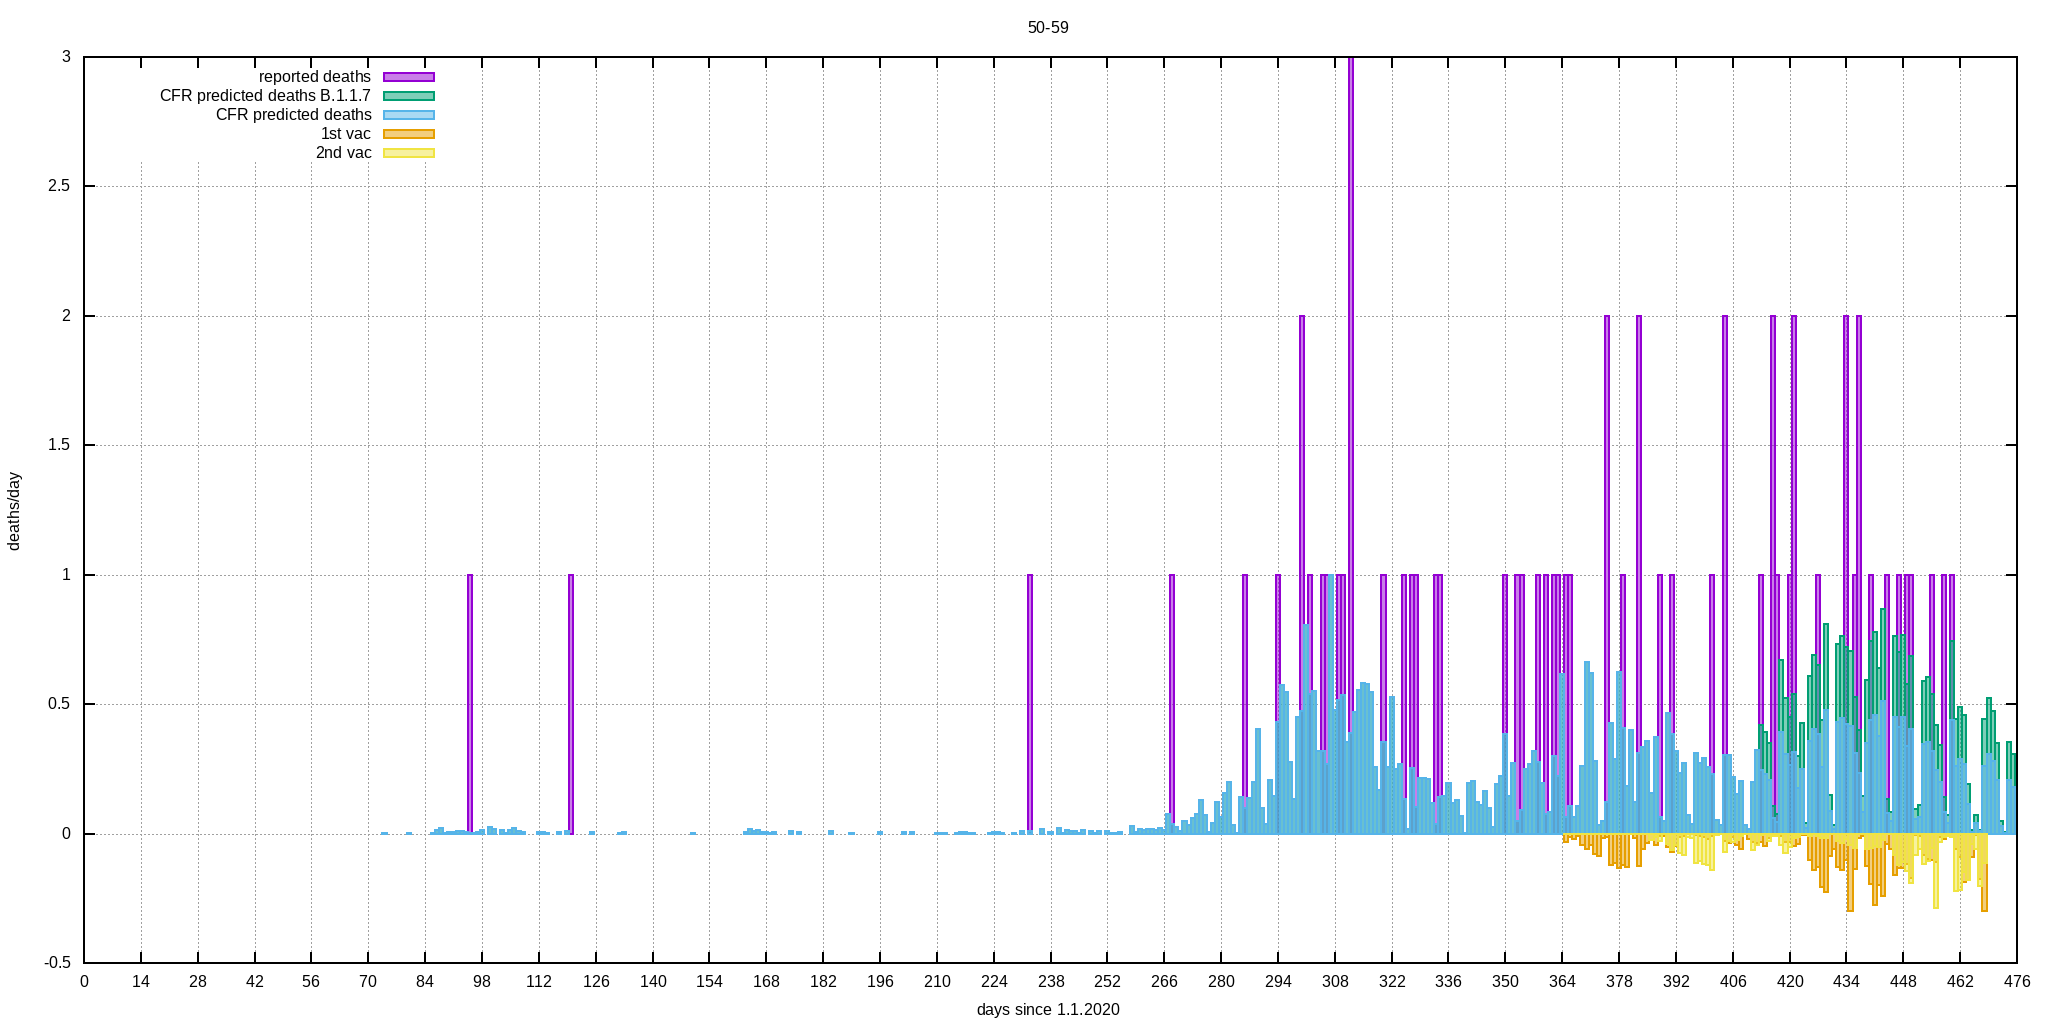 50-59
3
2.5
2
1.5
1
0.5
0
-0.5
deaths/day
reported deaths
CFR predicted deaths B.1.1.7
CFR predicted deaths
1st vac
2nd vac
0 14 28 42 56 70 84 98 112 126 140 154 168 182 196 210 224 238 252 266 280 294 308 322 336 350 364 378 392 406 420 434 448 462 476
days since 1.1.2020